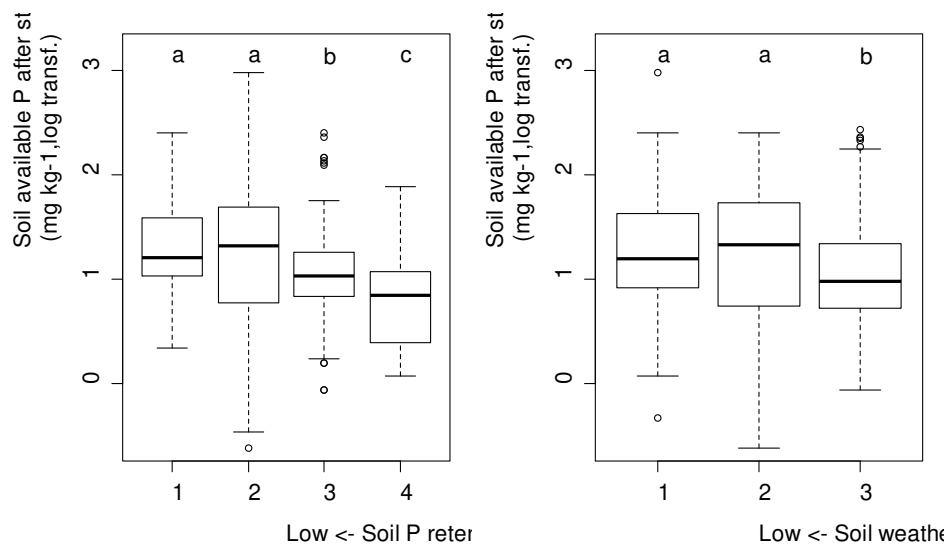 Soil available P after st
(mg kg-1,log transf.)
3
2
1
0
a
a
b
c
1
2
3
4
Low <- Soil P reter
Soil available P after st
(mg kg-1,log transf.)
3
2
1
0
a
a
b
1
2
3
Low <- Soil weathe